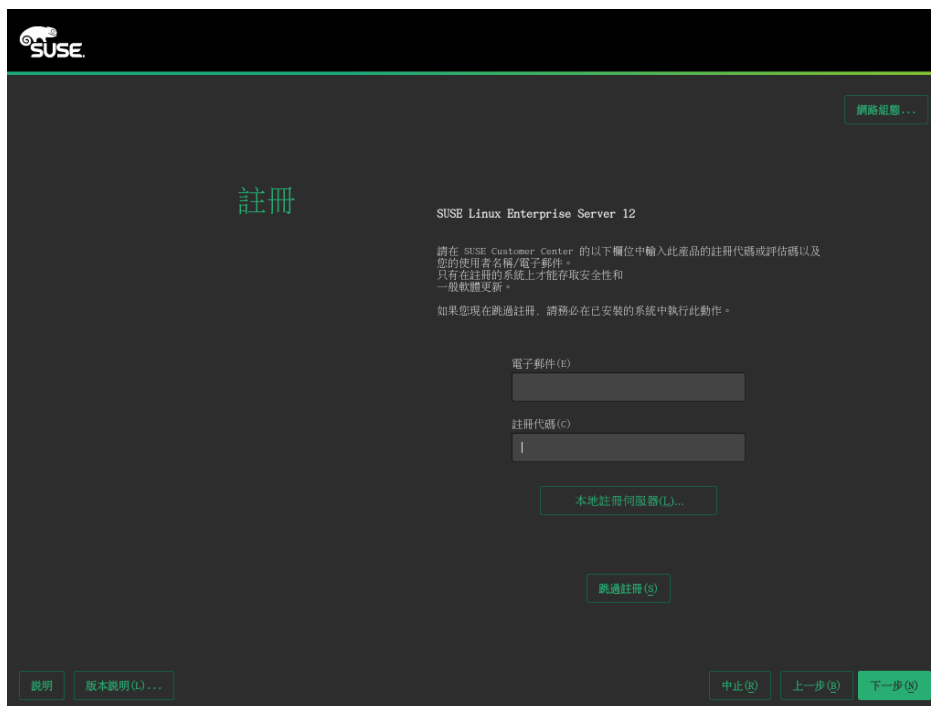 SUSE.
網路組態...
註冊
SUSE Linux Enterprise Server 12
請在 SUSE Customer Center 的以下欄位中輸入此產品的註冊代碼或評估碼以及
您的使用者名稱/電子郵件。
只有在註冊的系統上才能存取安全性和
一般軟體更新。
如果您現在跳過註冊，請務必在已安裝的系統中執行此動作。
電子郵件(E)
註冊代碼(C)
本地註冊伺服器(L)...
跳過註冊(S)
說明
版本說明(L)...
中止(R)
上一步(B)
下一步(N)